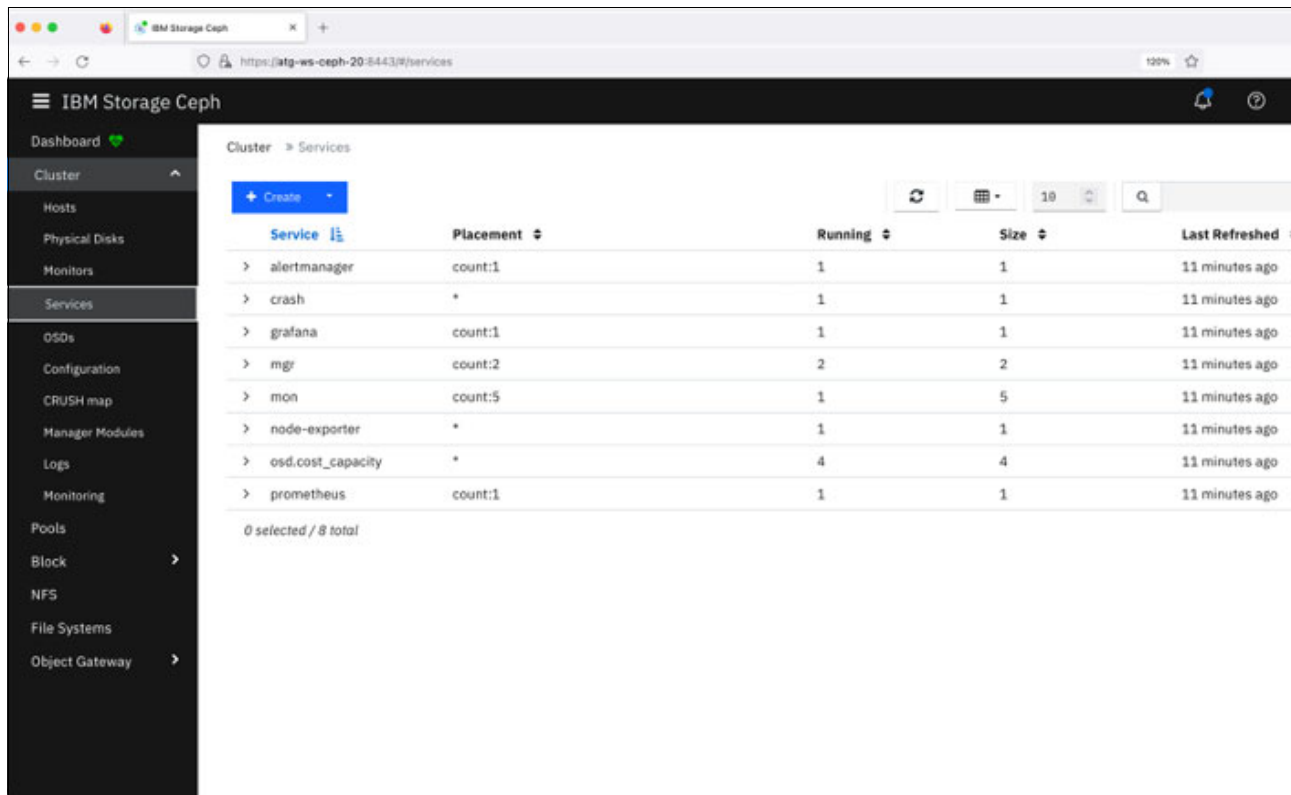 IBM Storage Ceph
https://atg-ws-ceph-20:8443/#/services 120%
IBM Storage Ceph
Dashboard
Cluster
Hosts
Physical Disks
Monitors
Services
OSDs
Configuration
CRUSH map
Manager Modules
Logs
Monitoring
Pools
Block
NFS
File Systems
Object Gateway
Cluster » Services
+ Create
10
Service Placement Running Size Last Refreshed
alertmanager count:1 1 1 11 minutes ago
crash * 1 1 11 minutes ago
grafana count:1 1 1 11 minutes ago
mgr count:2 2 2 11 minutes ago
mon count:5 1 5 11 minutes ago
node-exporter * 1 1 11 minutes ago
osd.cost_capacity * 4 4 11 minutes ago
prometheus count:1 1 1 11 minutes ago
0 selected / 8 total